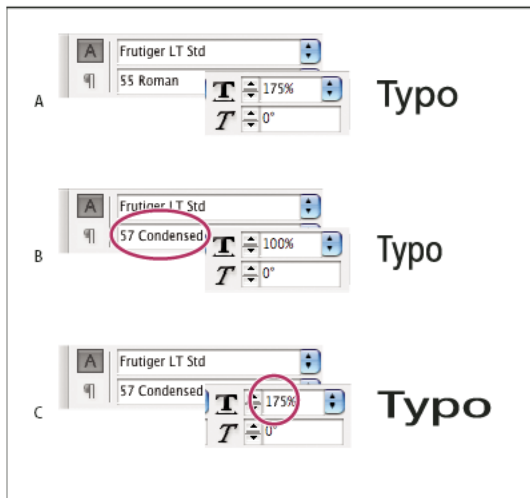 A
Frutiger LT Std
55 Roman
175%
0°
Typo
B
Frutiger LT Std
57 Condensed
100%
0°
Typo
C
Frutiger LT Std
57 Condensed
175%
0°
Typo